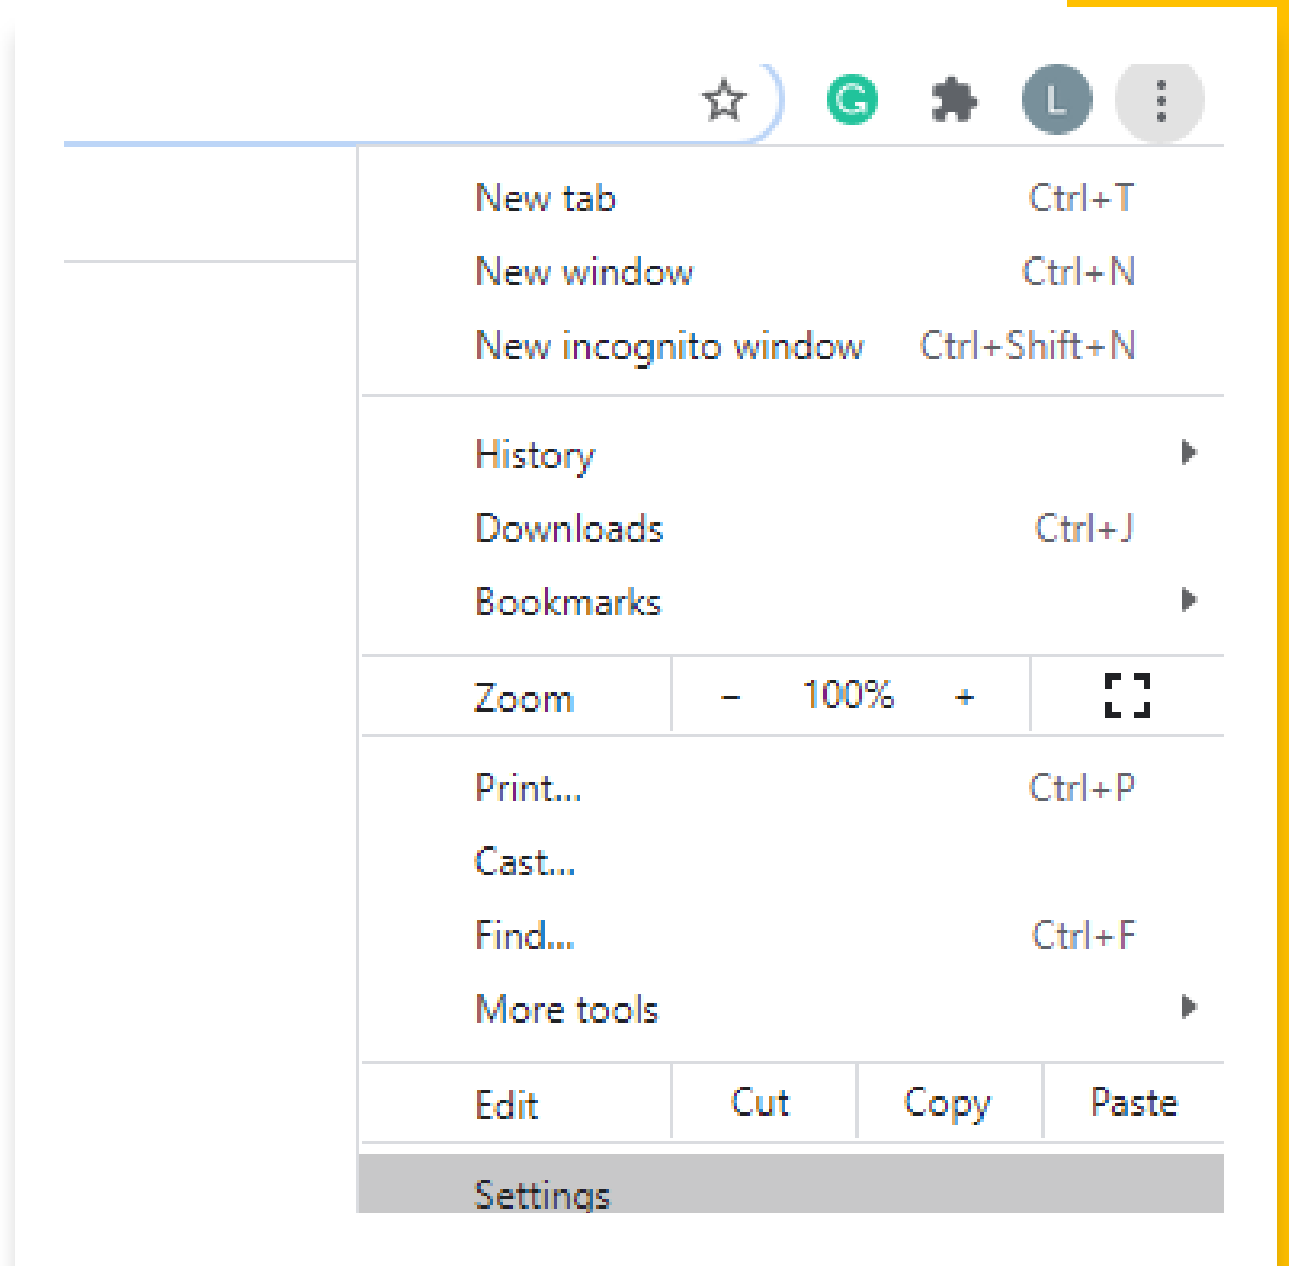 G L
New tab Ctrl+T
New window Ctrl+N
New incognito window Ctrl+Shift+N
History
Downloads Ctrl+J
Bookmarks
Zoom - 100% +
Print... Ctrl+P
Cast...
Find... Ctrl+F
More tools
Edit Cut Copy Paste
Settings